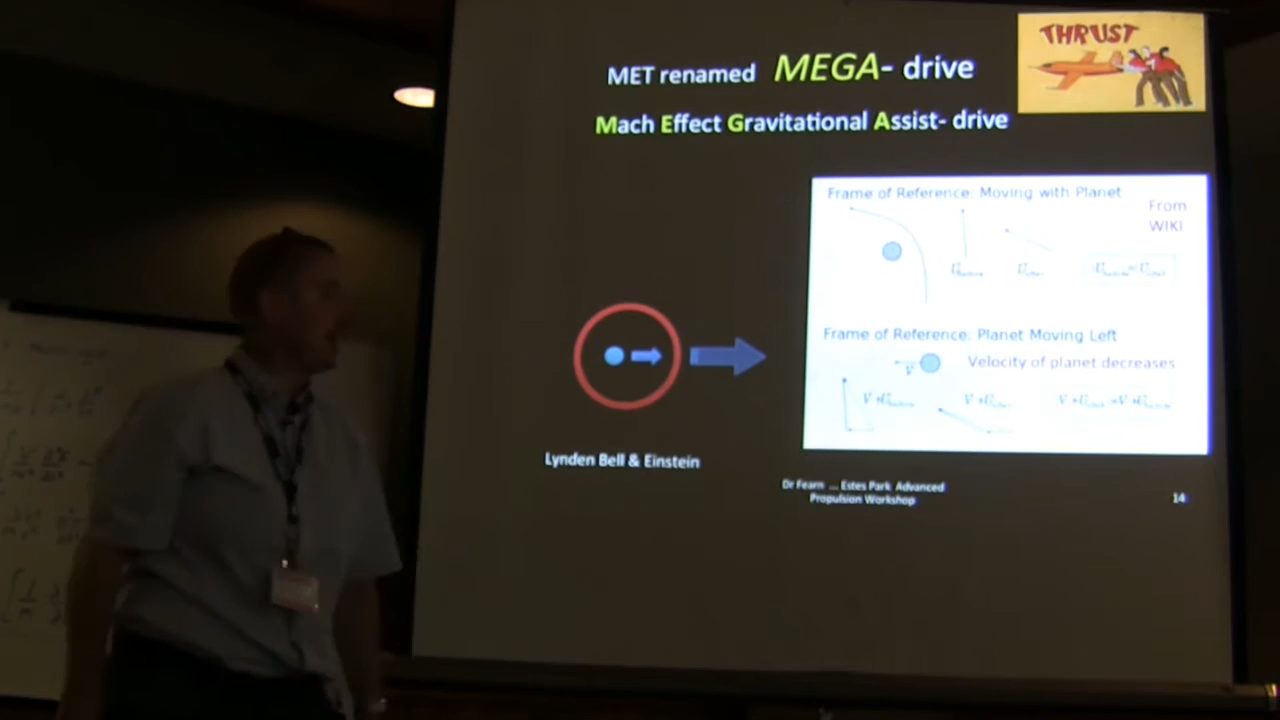 MET renamed MEGA- drive
THRUST
Mach Effect Gravitational Assist- drive
Frame of Reference: Moving with Planet
From
WIKI
Frame of Reference: Planet Moving Left
Velocity of planet decreases
Lynden Bell & Einstein
Dr Fearn ... Estes Park Advanced
Propulsion Workshop
14